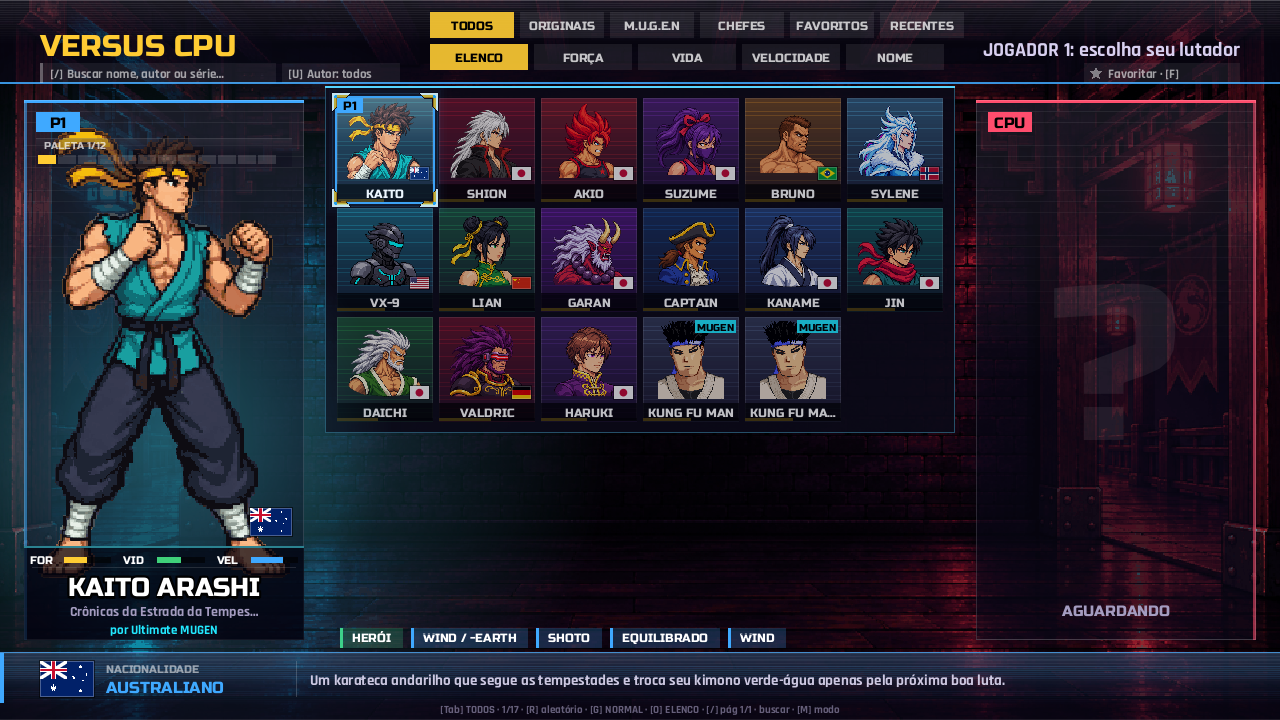 VERSUS CPU
TODOS ORIGINAIS M.U.G.E.N CHEFES FAVORITOS RECENTES
ELENCO FORÇA VIDA VELOCIDADE NOME
JOGADOR 1: escolha seu lutador
[/] Buscar nome, autor ou série... [U] Autor: todos
Favoritar · [F]
P1
PALETA 1/12
P1
KAITO SHION AKIO SUZUME BRUNO SYLENE
VX-9 LIAN GARAN CAPTAIN KANAME JIN
MUGEN MUGEN
DAICHI VALDRIC HARUKI KUNG FU MAN KUNG FU MA...
CPU
?
AGUARDANDO
FOR VID VEL
KAITO ARASHI
Crônicas da Estrada da Tempes...
por Ultimate MUGEN
HERÓI WIND / -EARTH SHOTO EQUILIBRADO WIND
NACIONALIDADE
AUSTRALIANO
Um karateca andarilho que segue as tempestades e troca seu kimono verde-água apenas pela próxima boa luta.
[Tab] TODOS · 1/17 · [R] aleatório · [G] NORMAL · [O] ELENCO · [/] pág 1/1 · buscar · [M] modo